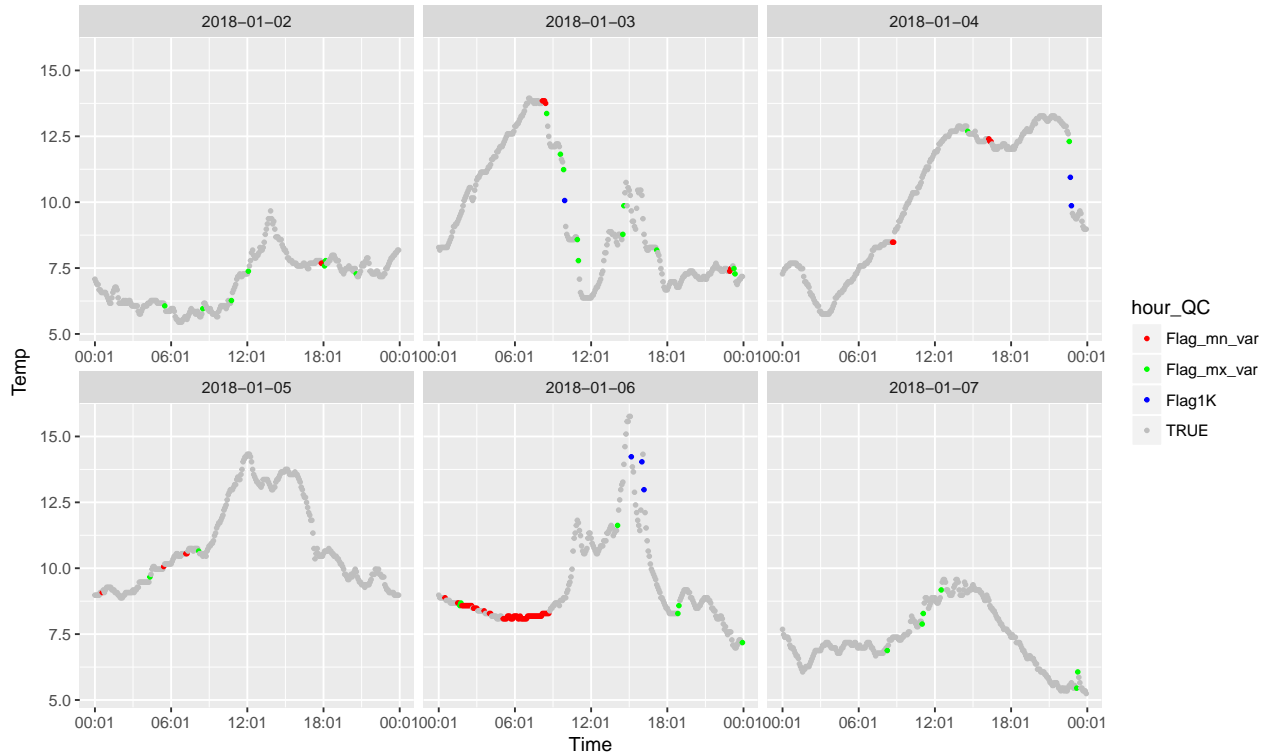 2018−01−02 2018−01−03 2018−01−04
15.0
12.5
10.0
7.5
5.0
00:01 06:01 12:01 18:01 00:01 00:01 06:01 12:01 18:01 00:01 00:01 06:01 12:01 18:01 00:01
2018−01−05 2018−01−06 2018−01−07
15.0
12.5
10.0
7.5
5.0
00:01 06:01 12:01 18:01 00:01 00:01 06:01 12:01 18:01 00:01 00:01 06:01 12:01 18:01 00:01
Time
Temp
hour_QC
Flag_mn_var
Flag_mx_var
Flag1K
TRUE